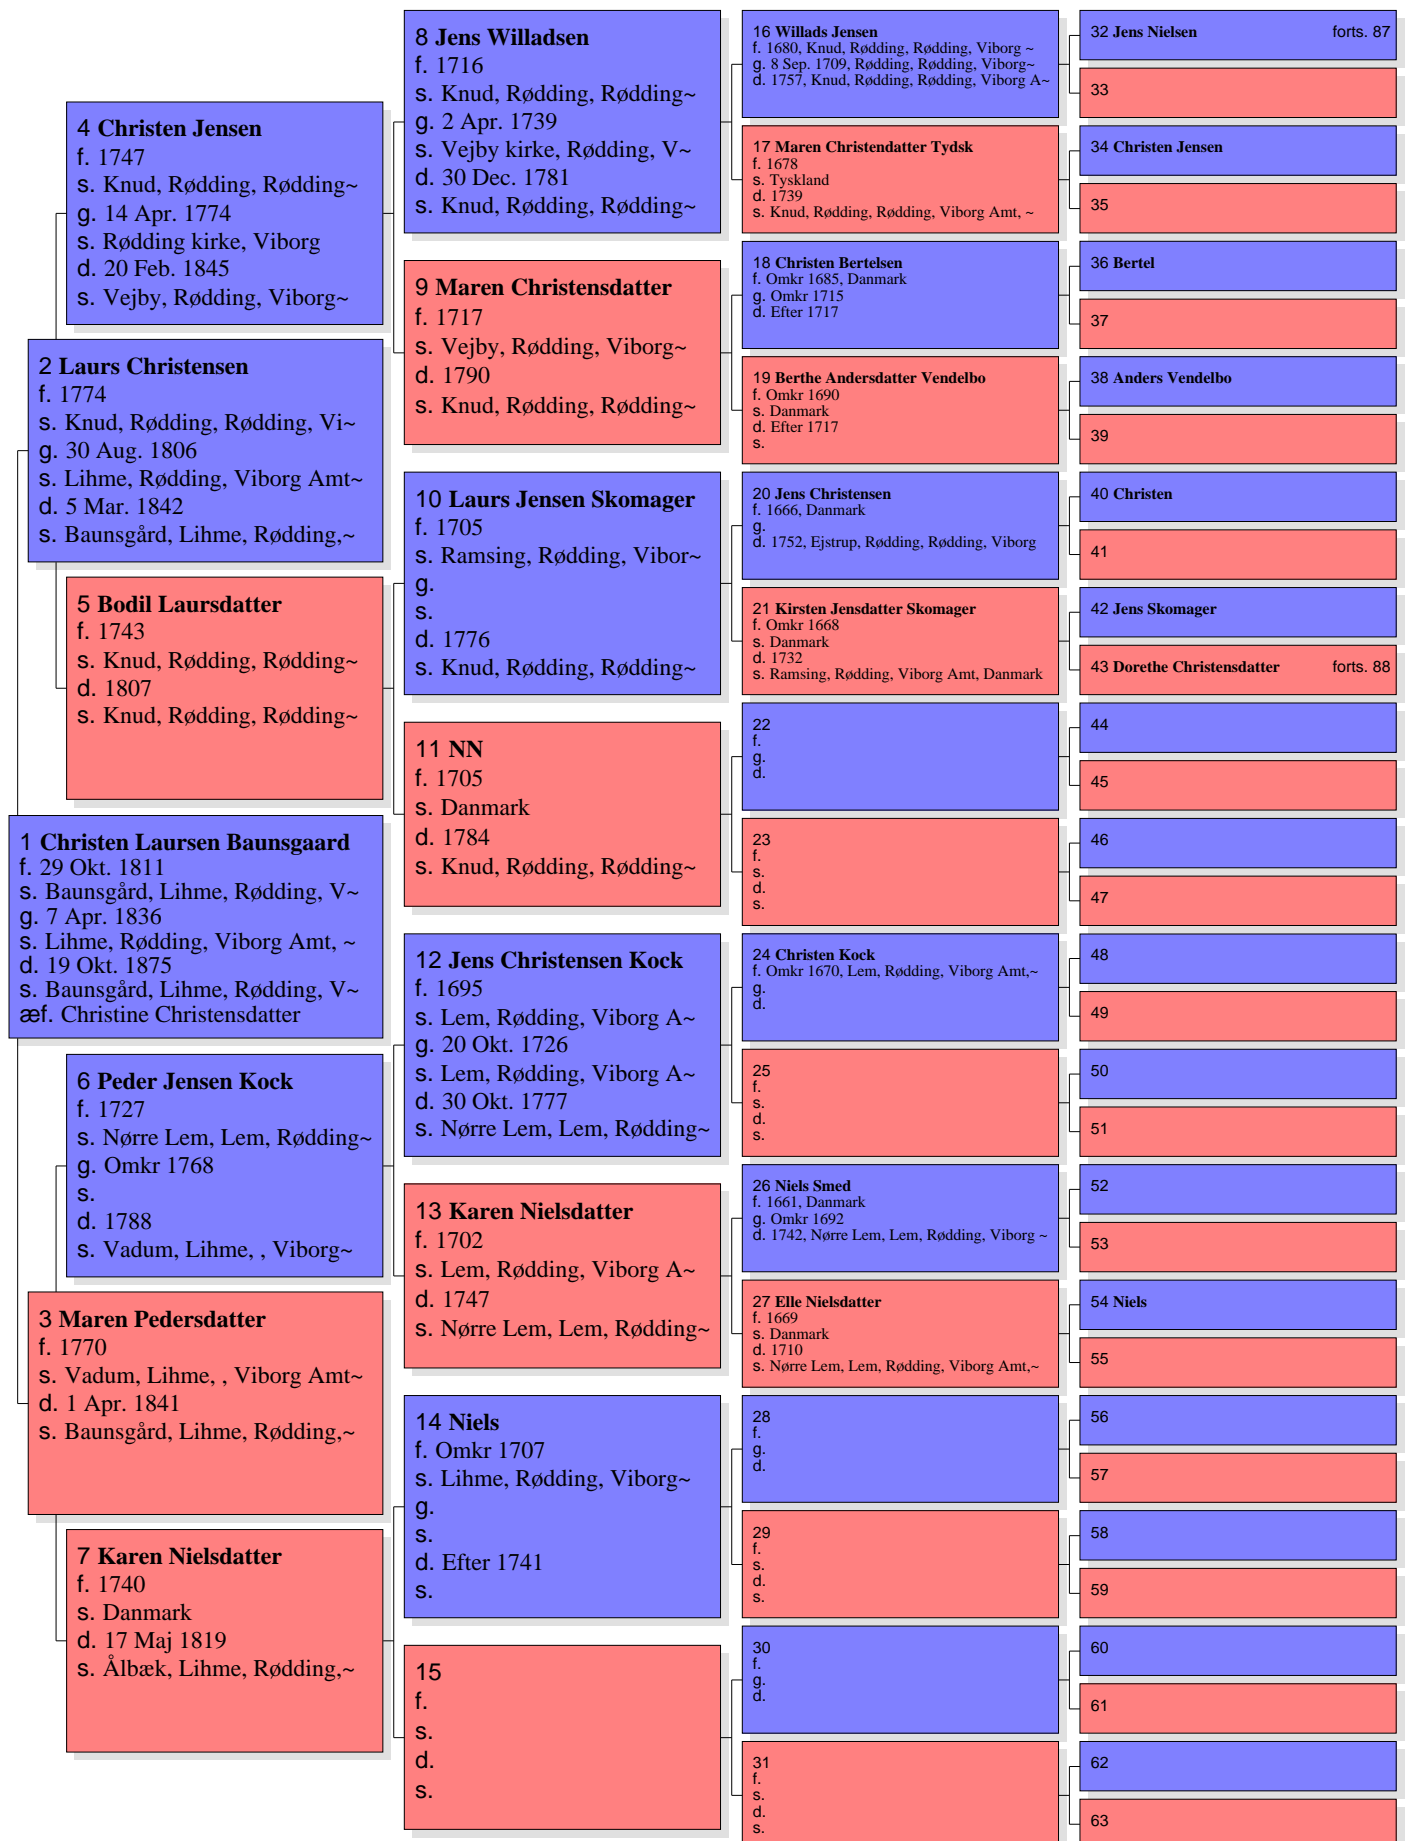 1 Christen Laursen Baunsgaard
f. 29 Okt. 1811
s. Baunsgård, Lihme, Rødding, V~
g. 7 Apr. 1836
s. Lihme, Rødding, Viborg Amt, ~
d. 19 Okt. 1875
s. Baunsgård, Lihme, Rødding, V~
æf. Christine Christensdatter
2 Laurs Christensen
f. 1774
s. Knud, Rødding, Rødding, Vi~
g. 30 Aug. 1806
s. Lihme, Rødding, Viborg Amt~
d. 5 Mar. 1842
s. Baunsgård, Lihme, Rødding,~
3 Maren Pedersdatter
f. 1770
s. Vadum, Lihme, , Viborg Amt~
d. 1 Apr. 1841
s. Baunsgård, Lihme, Rødding,~
4 Christen Jensen
f. 1747
s. Knud, Rødding, Rødding~
g. 14 Apr. 1774
s. Rødding kirke, Viborg
d. 20 Feb. 1845
s. Vejby, Rødding, Viborg~
5 Bodil Laursdatter
f. 1743
s. Knud, Rødding, Rødding~
d. 1807
s. Knud, Rødding, Rødding~
6 Peder Jensen Kock
f. 1727
s. Nørre Lem, Lem, Rødding~
g. Omkr 1768
s.
d. 1788
s. Vadum, Lihme, , Viborg~
7 Karen Nielsdatter
f. 1740
s. Danmark
d. 17 Maj 1819
s. Ålbæk, Lihme, Rødding,~
8 Jens Willadsen
f. 1716
s. Knud, Rødding, Rødding~
g. 2 Apr. 1739
s. Vejby kirke, Rødding, V~
d. 30 Dec. 1781
s. Knud, Rødding, Rødding~
9 Maren Christensdatter
f. 1717
s. Vejby, Rødding, Viborg~
d. 1790
s. Knud, Rødding, Rødding~
10 Laurs Jensen Skomager
f. 1705
s. Ramsing, Rødding, Vibor~
g.
s.
d. 1776
s. Knud, Rødding, Rødding~
11 NN
f. 1705
s. Danmark
d. 1784
s. Knud, Rødding, Rødding~
12 Jens Christensen Kock
f. 1695
s. Lem, Rødding, Viborg A~
g. 20 Okt. 1726
s. Lem, Rødding, Viborg A~
d. 30 Okt. 1777
s. Nørre Lem, Lem, Rødding~
13 Karen Nielsdatter
f. 1702
s. Lem, Rødding, Viborg A~
d. 1747
s. Nørre Lem, Lem, Rødding~
14 Niels
f. Omkr 1707
s. Lihme, Rødding, Viborg~
g.
s.
d. Efter 1741
s.
15
f.
s.
d.
s.
16 Willads Jensen
f. 1680, Knud, Rødding, Rødding, Viborg ~
g. 8 Sep. 1709, Rødding, Rødding, Viborg~
d. 1757, Knud, Rødding, Rødding, Viborg A~
17 Maren Christendatter Tydsk
f. 1678
s. Tyskland
d. 1739
s. Knud, Rødding, Rødding, Viborg Amt, ~
18 Christen Bertelsen
f. Omkr 1685, Danmark
g. Omkr 1715
d. Efter 1717
19 Berthe Andersdatter Vendelbo
f. Omkr 1690
s. Danmark
d. Efter 1717
s.
20 Jens Christensen
f. 1666, Danmark
g.
d. 1752, Ejstrup, Rødding, Rødding, Viborg
21 Kirsten Jensdatter Skomager
f. Omkr 1668
s. Danmark
d. 1732
s. Ramsing, Rødding, Viborg Amt, Danmark
22
f.
g.
d.
23
f.
s.
d.
s.
24 Christen Kock
f. Omkr 1670, Lem, Rødding, Viborg Amt,~
g.
d.
25
f.
s.
d.
s.
26 Niels Smed
f. 1661, Danmark
g. Omkr 1692
d. 1742, Nørre Lem, Lem, Rødding, Viborg ~
27 Elle Nielsdatter
f. 1669
s. Danmark
d. 1710
s. Nørre Lem, Lem, Rødding, Viborg Amt,~
28
f.
g.
d.
29
f.
s.
d.
s.
30
f.
g.
d.
31
f.
s.
d.
s.
32 Jens Nielsen forts. 87
33
34 Christen Jensen
35
36 Bertel
37
38 Anders Vendelbo
39
40 Christen
41
42 Jens Skomager
43 Dorethe Christensdatter forts. 88
44
45
46
47
48
49
50
51
52
53
54 Niels
55
56
57
58
59
60
61
62
63